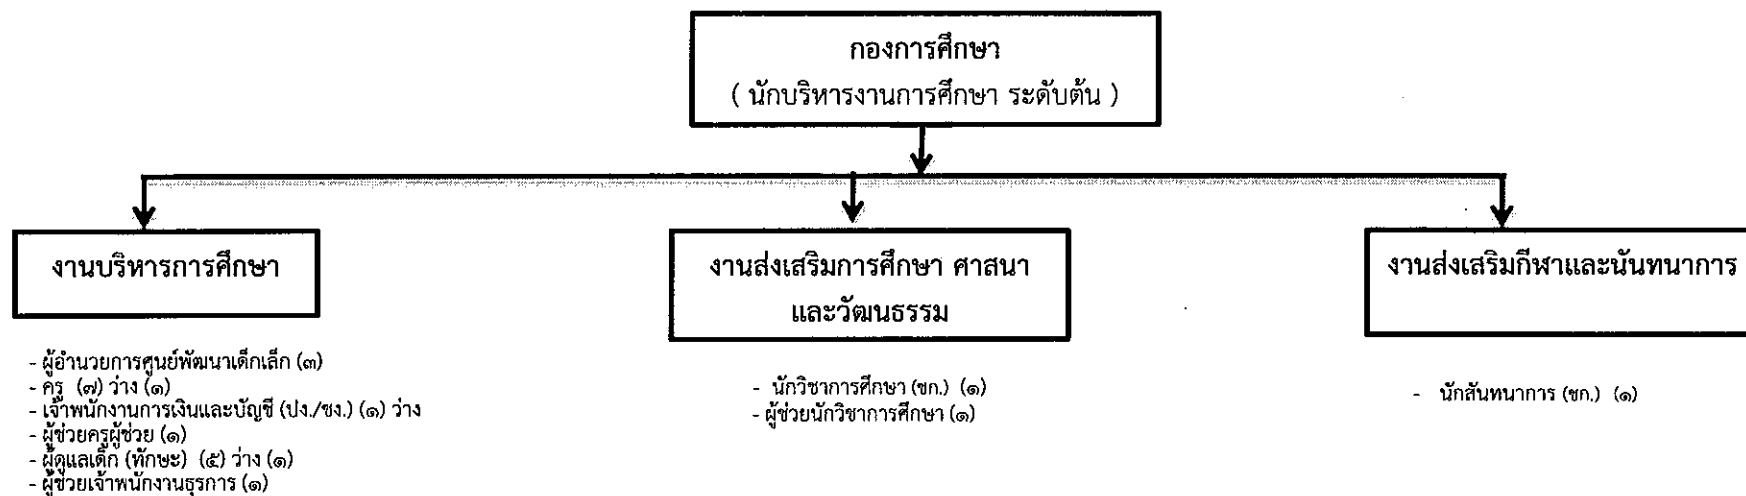 กองการศึกษา
( นักบริหารงานการศึกษา ระดับต้น )
งานบริหารการศึกษา
- ผู้อำนวยการศูนย์พัฒนาเด็กเล็ก (๓)
- ครู (๗) ว่าง (๑)
- เจ้าพนักงานการเงินและบัญชี (ปง./ชง.) (๑) ว่าง
- ผู้ช่วยครูผู้ช่วย (๑)
- ผู้ดูแลเด็ก (ทักษะ) (๕) ว่าง (๑)
- ผู้ช่วยเจ้าพนักงานธุรการ (๑)
งานส่งเสริมการศึกษา ศาสนา
และวัฒนธรรม
- นักวิชาการศึกษา (ชก.) (๑)
- ผู้ช่วยนักวิชาการศึกษา (๑)
งานส่งเสริมกีฬาและนันทนาการ
- นักสันทนาการ (ชก.) (๑)